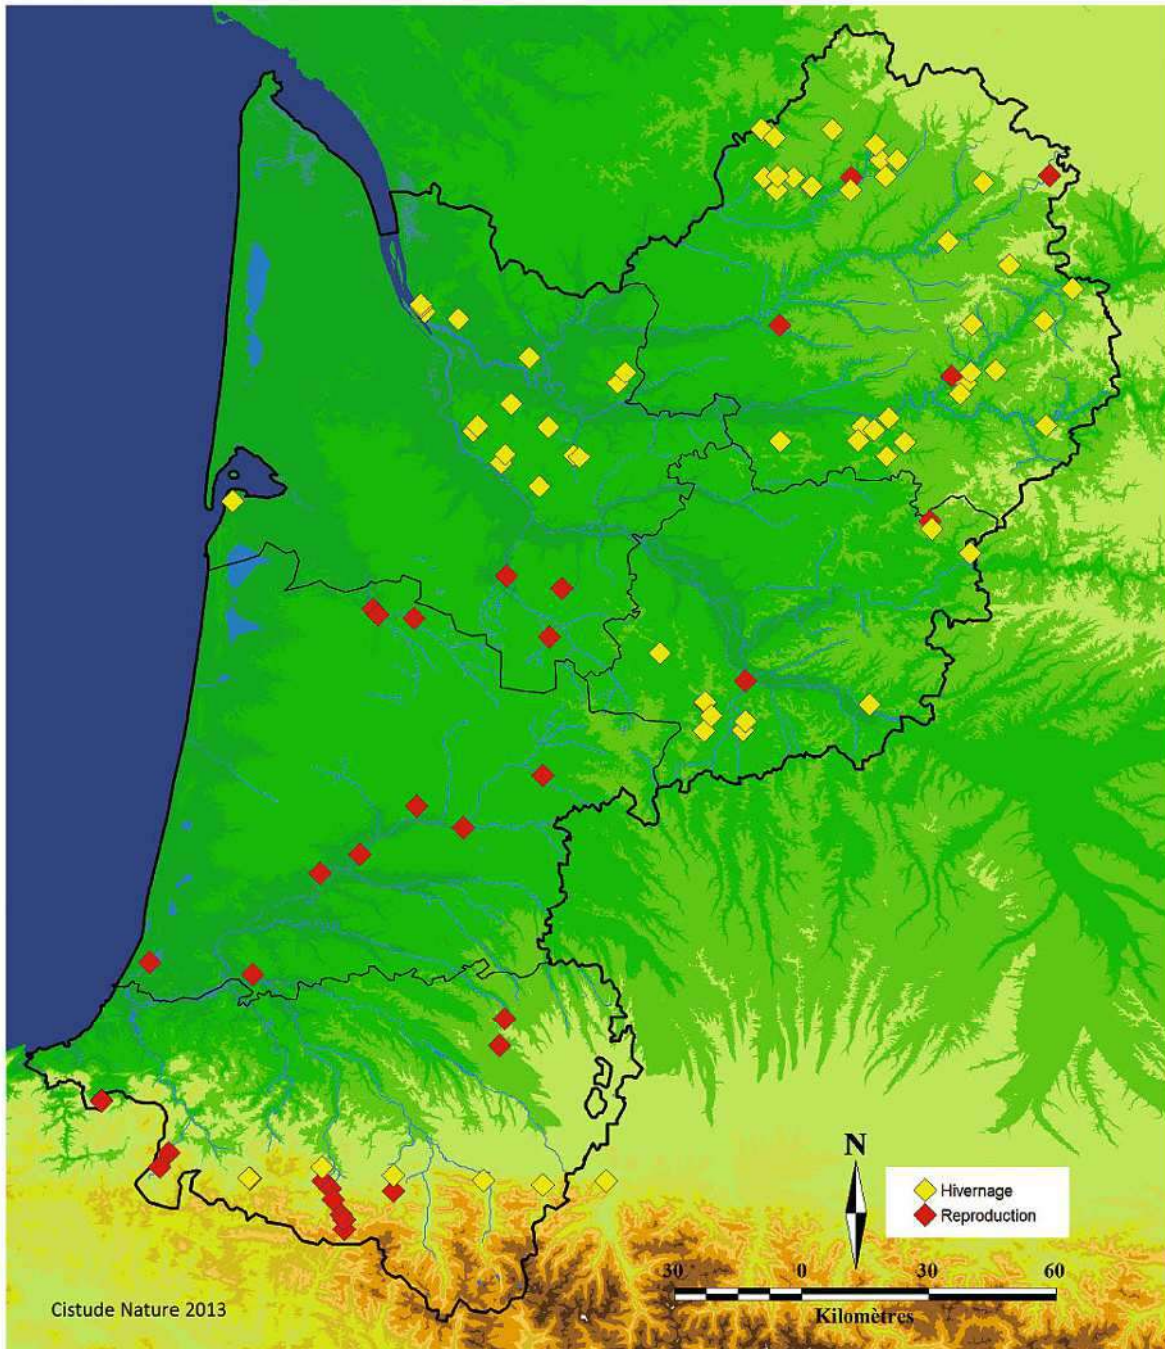 N
Hivernage
Reproduction
30 0 30 60
Kilomètres
Cistude Nature 2013